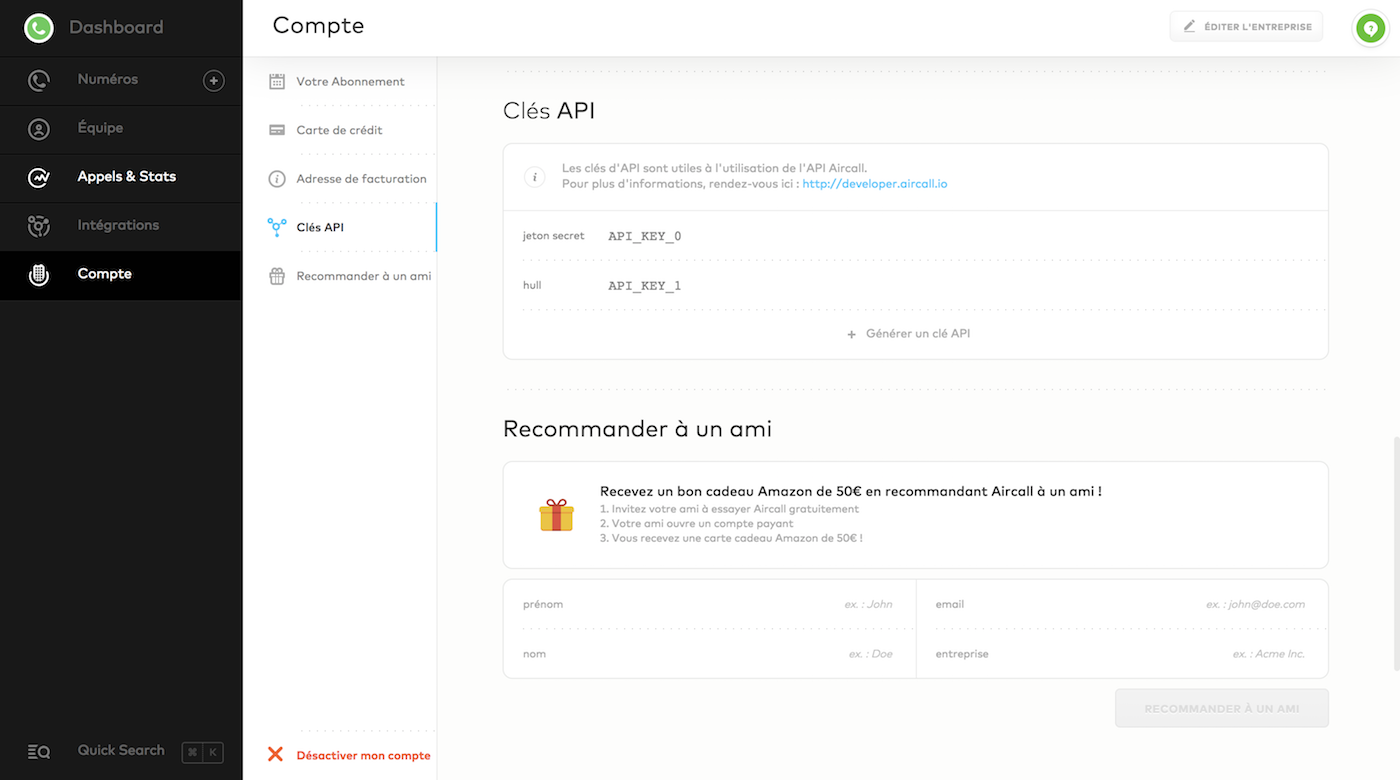 Dashboard
Numéros
Équipe
Appels & Stats
Intégrations
Compte
Quick Search ⌘ K
Compte
ÉDITER L'ENTREPRISE
Votre Abonnement
Carte de crédit
Adresse de facturation
Clés API
Recommander à un ami
Désactiver mon compte
Clés API
Les clés d'API sont utiles à l'utilisation de l'API Aircall.
Pour plus d'informations, rendez-vous ici : http://developer.aircall.io
jeton secret API_KEY_0
hull API_KEY_1
+ Générer un clé API
Recommander à un ami
Recevez un bon cadeau Amazon de 50€ en recommandant Aircall à un ami !
1. Invitez votre ami à essayer Aircall gratuitement
2. Votre ami ouvre un compte payant
3. Vous recevez une carte cadeau Amazon de 50€ !
prénom ex. : John
email ex. : john@doe.com
nom ex. : Doe
entreprise ex. : Acme Inc.
RECOMMANDER À UN AMI